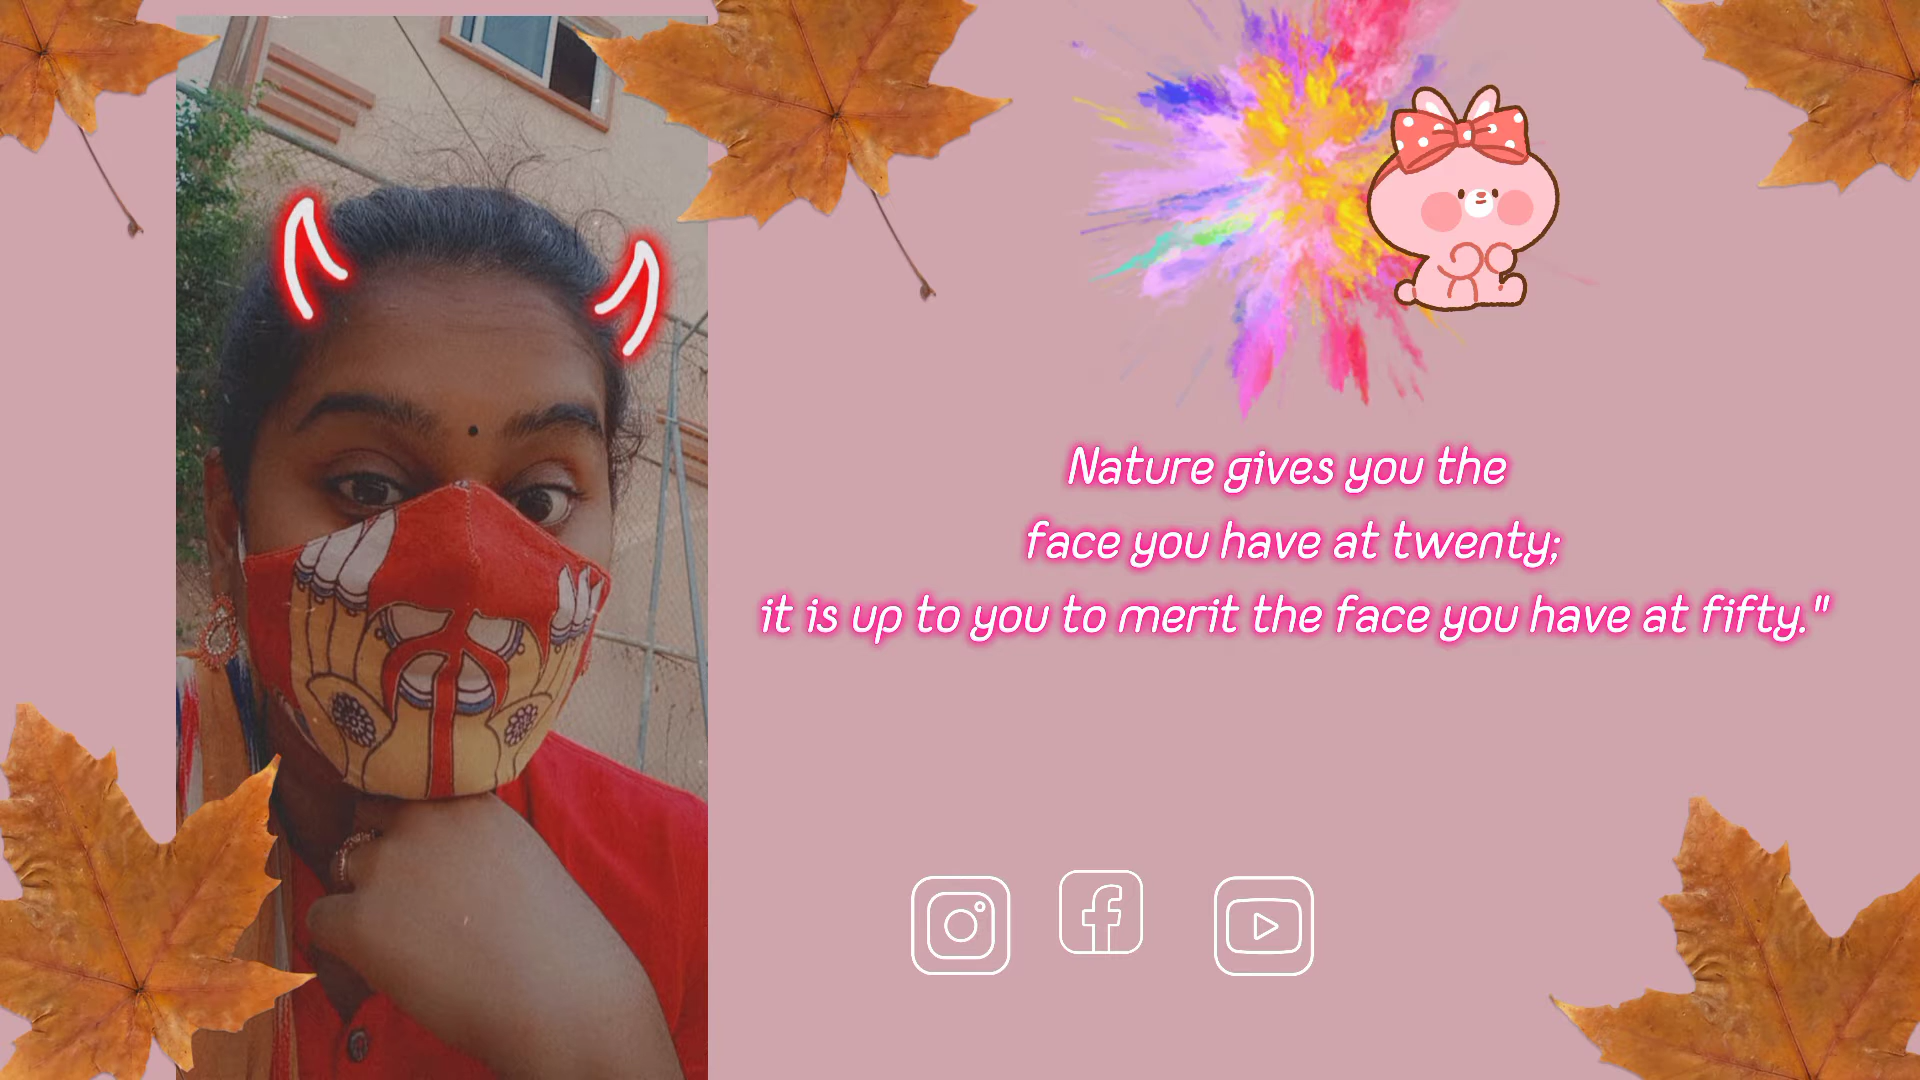 Nature gives you the
face you have at twenty;
it is up to you to merit the face you have at fifty."